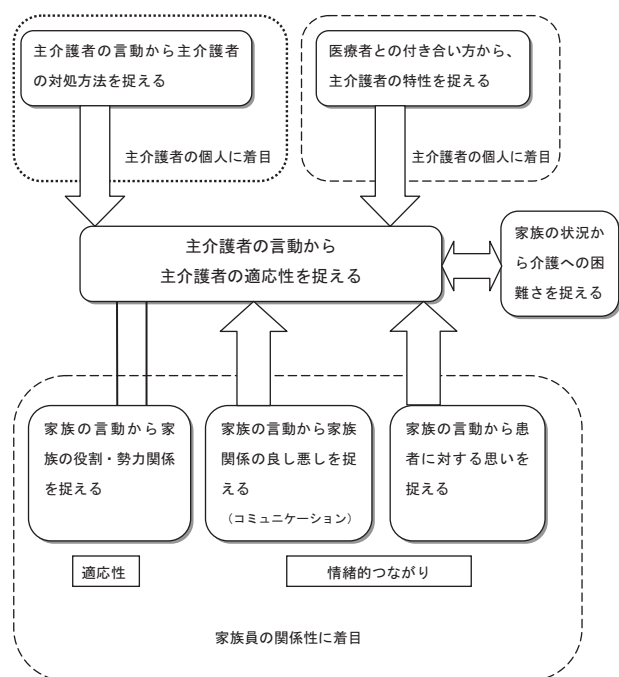 主介護者の言動から主介護者
の対処方法を捉える
主介護者の個人に着目
医療者との付き合い方から、
主介護者の特性を捉える
主介護者の個人に着目
主介護者の言動から
主介護者の適応性を捉える
家族の状況か
ら介護への困
難さを捉える
家族の言動から家
族の役割・勢力関係
を捉える
家族の言動から家族
関係の良し悪しを捉
える
（コミュニケーション）
家族の言動から患
者に対する思いを
捉える
適応性
情緒的つながり
家族員の関係性に着目